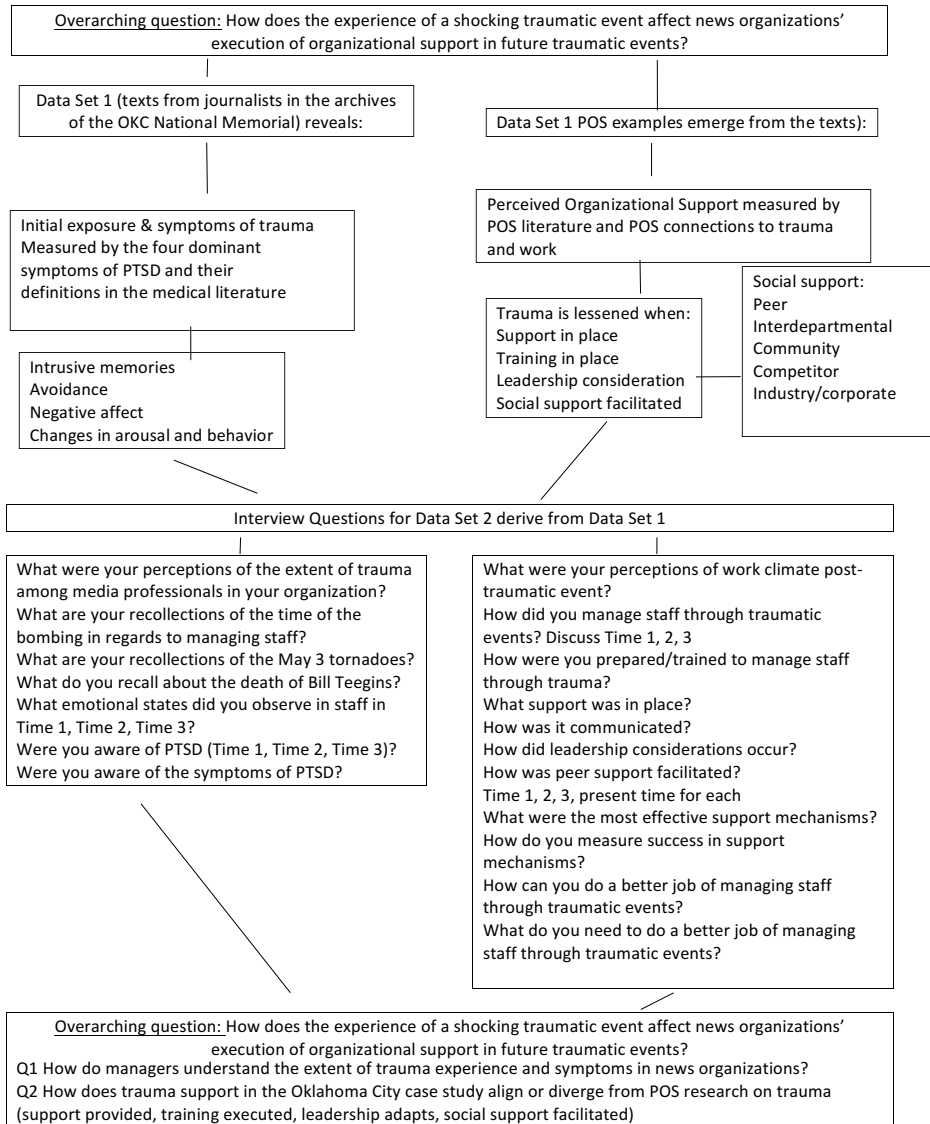 Overarching question: How does the experience of a shocking traumatic event affect news organizations’
execution of organizational support in future traumatic events?
Data Set 1 (texts from journalists in the archives
of the OKC National Memorial) reveals:
Data Set 1 POS examples emerge from the texts):
Initial exposure & symptoms of trauma
Measured by the four dominant
symptoms of PTSD and their
definitions in the medical literature
Perceived Organizational Support measured by
POS literature and POS connections to trauma
and work
Intrusive memories
Avoidance
Negative affect
Changes in arousal and behavior
Trauma is lessened when:
Support in place
Training in place
Leadership consideration
Social support facilitated
Social support:
Peer
Interdepartmental
Community
Competitor
Industry/corporate
Interview Questions for Data Set 2 derive from Data Set 1
What were your perceptions of the extent of trauma
among media professionals in your organization?
What are your recollections of the time of the
bombing in regards to managing staff?
What are your recollections of the May 3 tornadoes?
What do you recall about the death of Bill Teegins?
What emotional states did you observe in staff in
Time 1, Time 2, Time 3?
Were you aware of PTSD (Time 1, Time 2, Time 3)?
Were you aware of the symptoms of PTSD?
What were your perceptions of work climate post-
traumatic event?
How did you manage staff through traumatic
events? Discuss Time 1, 2, 3
How were you prepared/trained to manage staff
through trauma?
What support was in place?
How was it communicated?
How did leadership considerations occur?
How was peer support facilitated?
Time 1, 2, 3, present time for each
What were the most effective support mechanisms?
How do you measure success in support
mechanisms?
How can you do a better job of managing staff
through traumatic events?
What do you need to do a better job of managing
staff through traumatic events?
Overarching question: How does the experience of a shocking traumatic event affect news organizations’
execution of organizational support in future traumatic events?
Q1 How do managers understand the extent of trauma experience and symptoms in news organizations?
Q2 How does trauma support in the Oklahoma City case study align or diverge from POS research on trauma
(support provided, training executed, leadership adapts, social support facilitated)